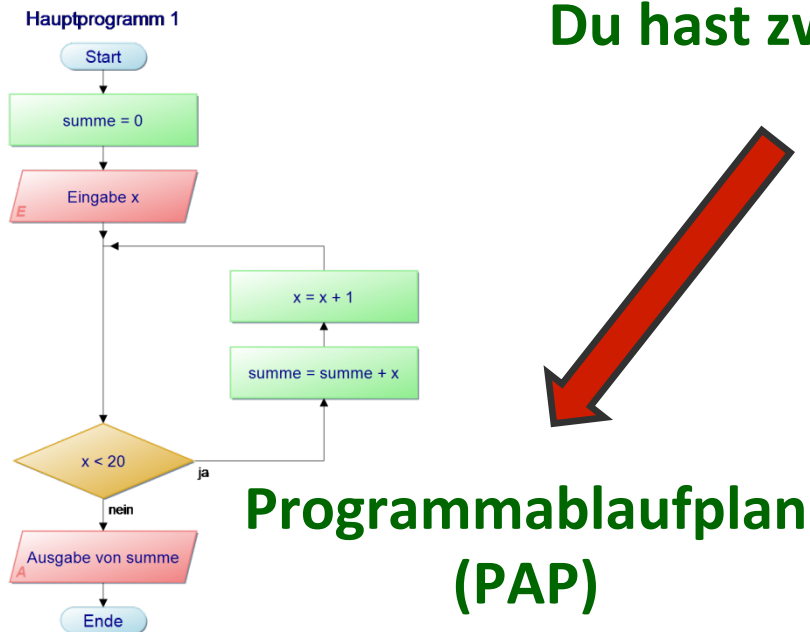 Hauptprogramm 1
Du hast zw
Start
summe = 0
Eingabe x
E
x = x + 1
summe = summe + x
x < 20
ja
nein
Programmablaufplan
(PAP)
Ausgabe von summe
A
Ende